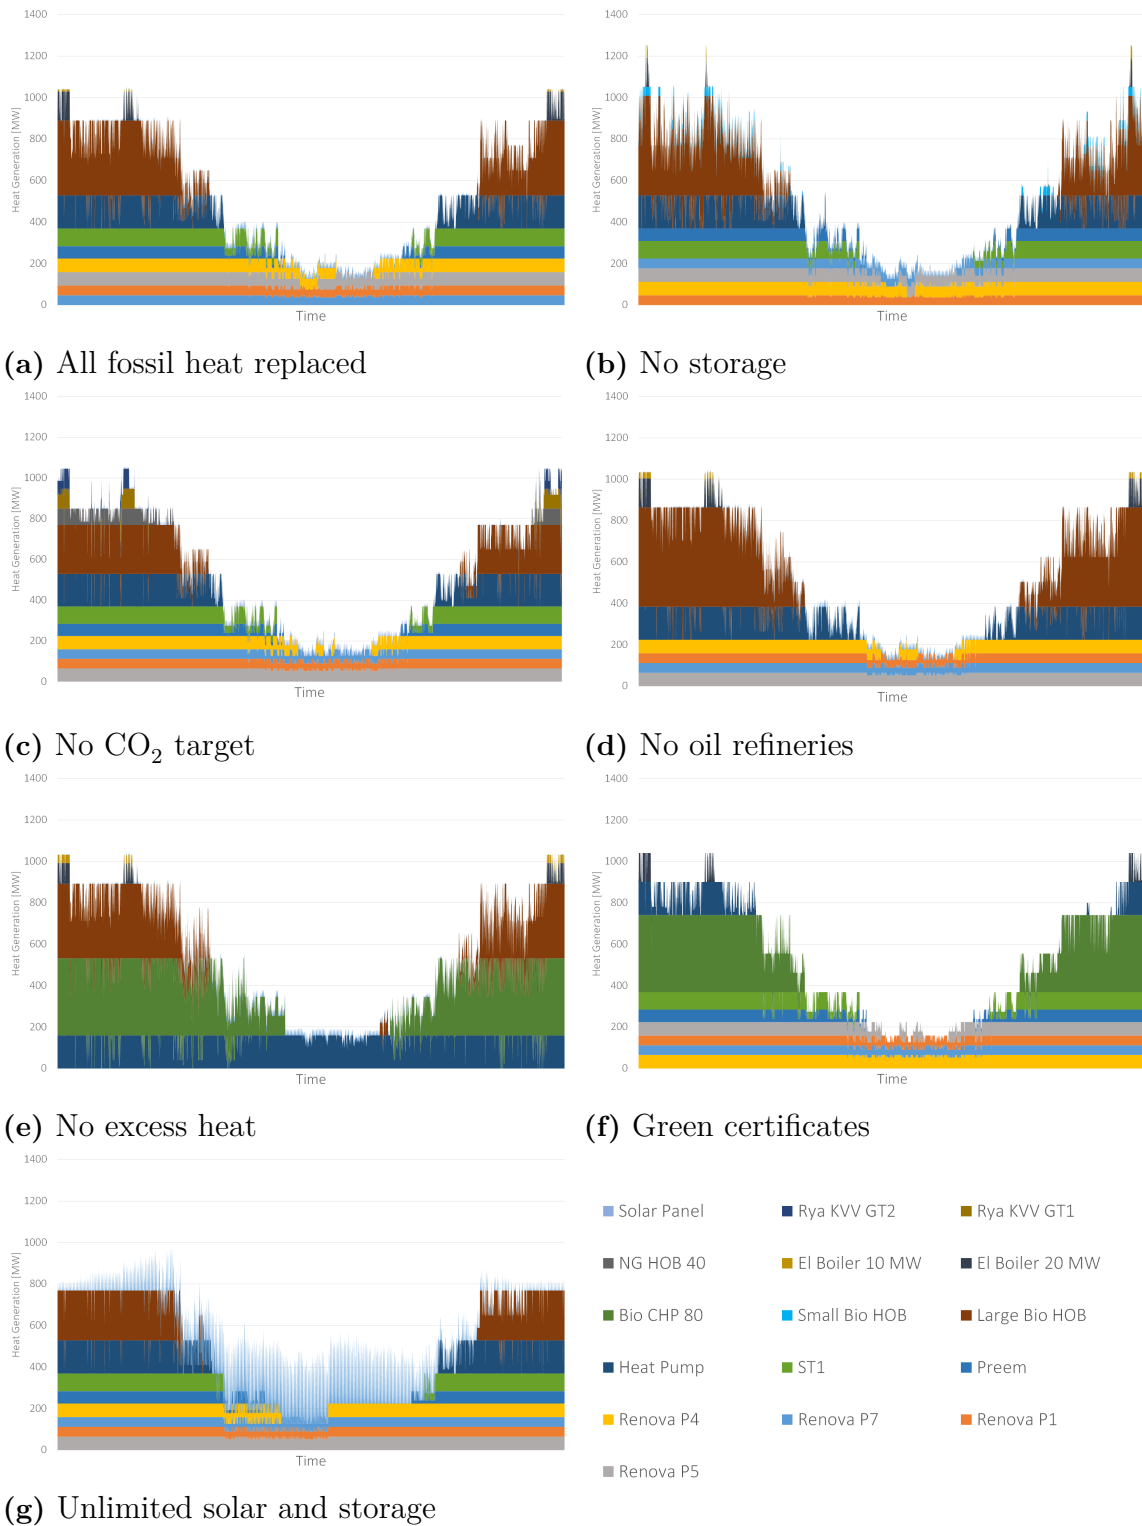 1400
1200
1000
800
600
400
200
0
Heat Generation [MW]
Time
(a) All fossil heat replaced
1400
1200
1000
800
600
400
200
0
Heat Generation [MW]
Time
(b) No storage
1400
1200
1000
800
600
400
200
0
Heat Generation [MW]
Time
(c) No CO₂ target
1400
1200
1000
800
600
400
200
0
Heat Generation [MW]
Time
(d) No oil refineries
1400
1200
1000
800
600
400
200
0
Heat Generation [MW]
Time
(e) No excess heat
1400
1200
1000
800
600
400
200
0
Heat Generation [MW]
Time
(f) Green certificates
1400
1200
1000
800
600
400
200
0
Heat Generation [MW]
Time
(g) Unlimited solar and storage
Solar Panel Rya KVV GT2 Rya KVV GT1
NG HOB 40 El Boiler 10 MW El Boiler 20 MW
Bio CHP 80 Small Bio HOB Large Bio HOB
Heat Pump ST1 Preem
Renova P4 Renova P7 Renova P1
Renova P5